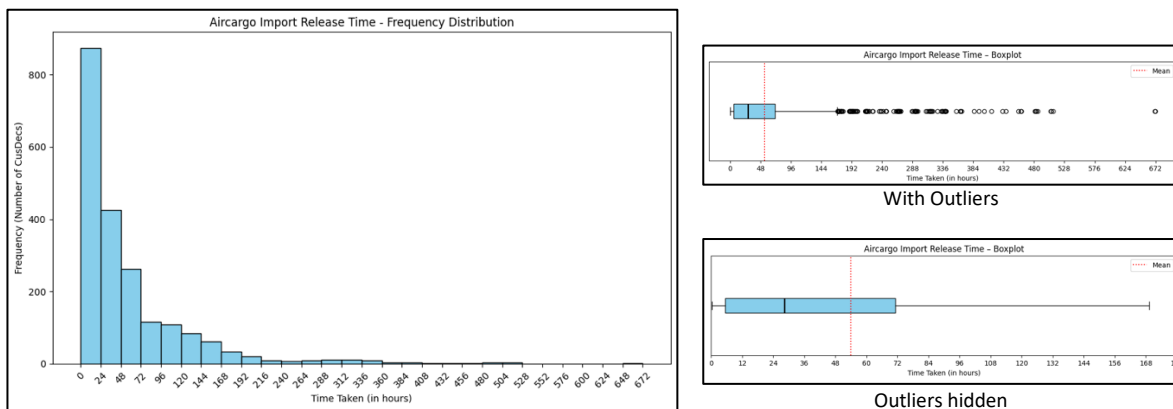 Aircargo Import Release Time - Frequency Distribution
800
600
400
200
0
Frequency (Number of CusDecs)
0 24 48 72 96 120 144 168 192 216 240 264 288 312 336 360 384 408 432 456 480 504 528 552 576 600 624 648 672
Time Taken (in hours)
Aircargo Import Release Time – Boxplot
Mean
0 48 96 144 192 240 288 336 384 432 480 528 576 624 672
Time Taken (in hours)
With Outliers
Aircargo Import Release Time – Boxplot
Mean
0 12 24 36 48 60 72 84 96 108 120 132 144 156 168
Time Taken (in hours)
Outliers hidden